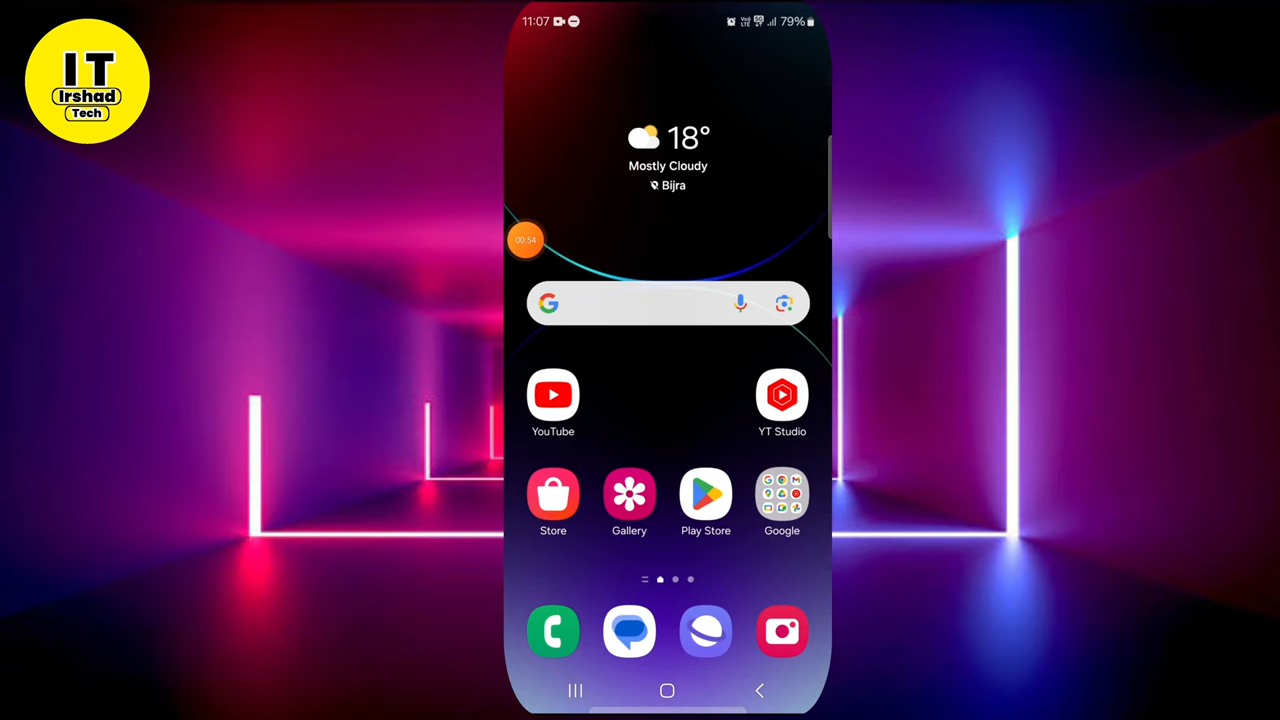 IT
Irshad
Tech
11:07
79%
18°
Mostly Cloudy
Bijra
00:54
YouTube
YT Studio
Store
Gallery
Play Store
Google